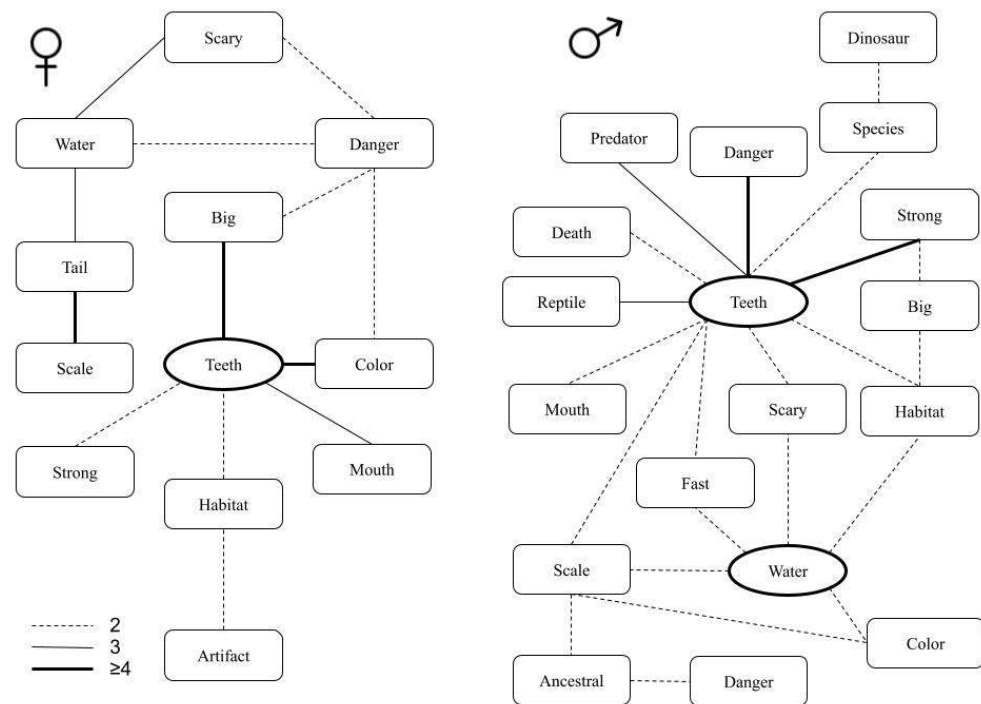 Scary
Water
Danger
Big
Tail
Scale
Teeth
Color
Strong
Mouth
Habitat
Artifact
2
3
≥4
Dinosaur
Species
Predator
Danger
Strong
Death
Reptile
Teeth
Big
Mouth
Scary
Habitat
Fast
Scale
Water
Color
Ancestral
Danger